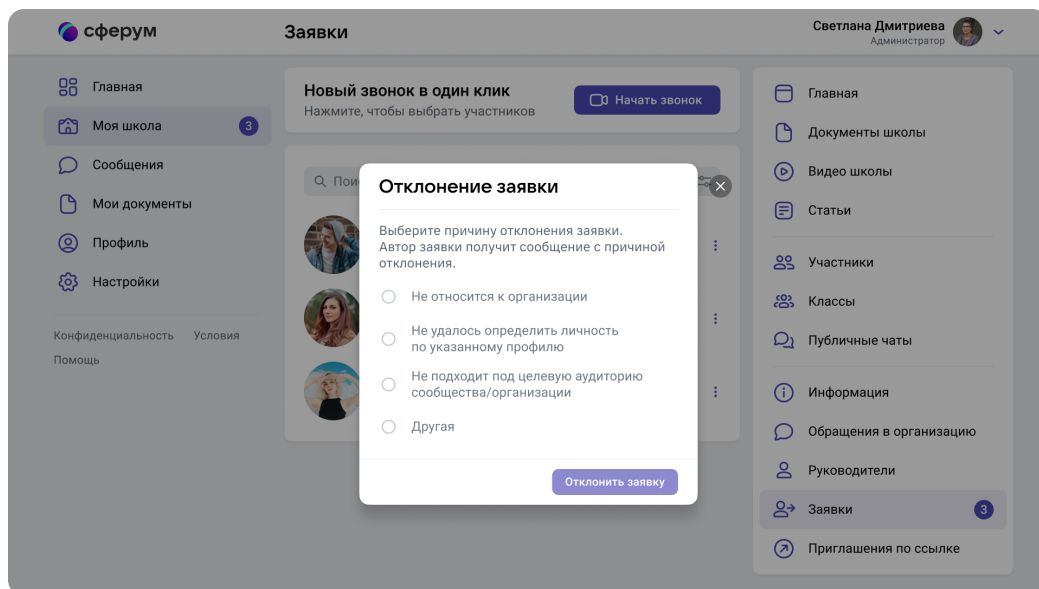 сферум
Заявки
Светлана Дмитриева
Администратор
Главная
Моя школа
3
Сообщения
Мои документы
Профиль
Настройки
Конфиденциальность Условия
Помощь
Новый звонок в один клик
Нажмите, чтобы выбрать участников
Начать звонок
Отклонение заявки
Выберите причину отклонения заявки.
Автор заявки получит сообщение с причиной
отклонения.
Не относится к организации
Не удалось определить личность
по указанному профилю
Не подходит под целевую аудиторию
сообщества/организации
Другая
Отклонить заявку
Главная
Документы школы
Видео школы
Статьи
Участники
Классы
Публичные чаты
Информация
Обращения в организацию
Руководители
Заявки
3
Приглашения по ссылке